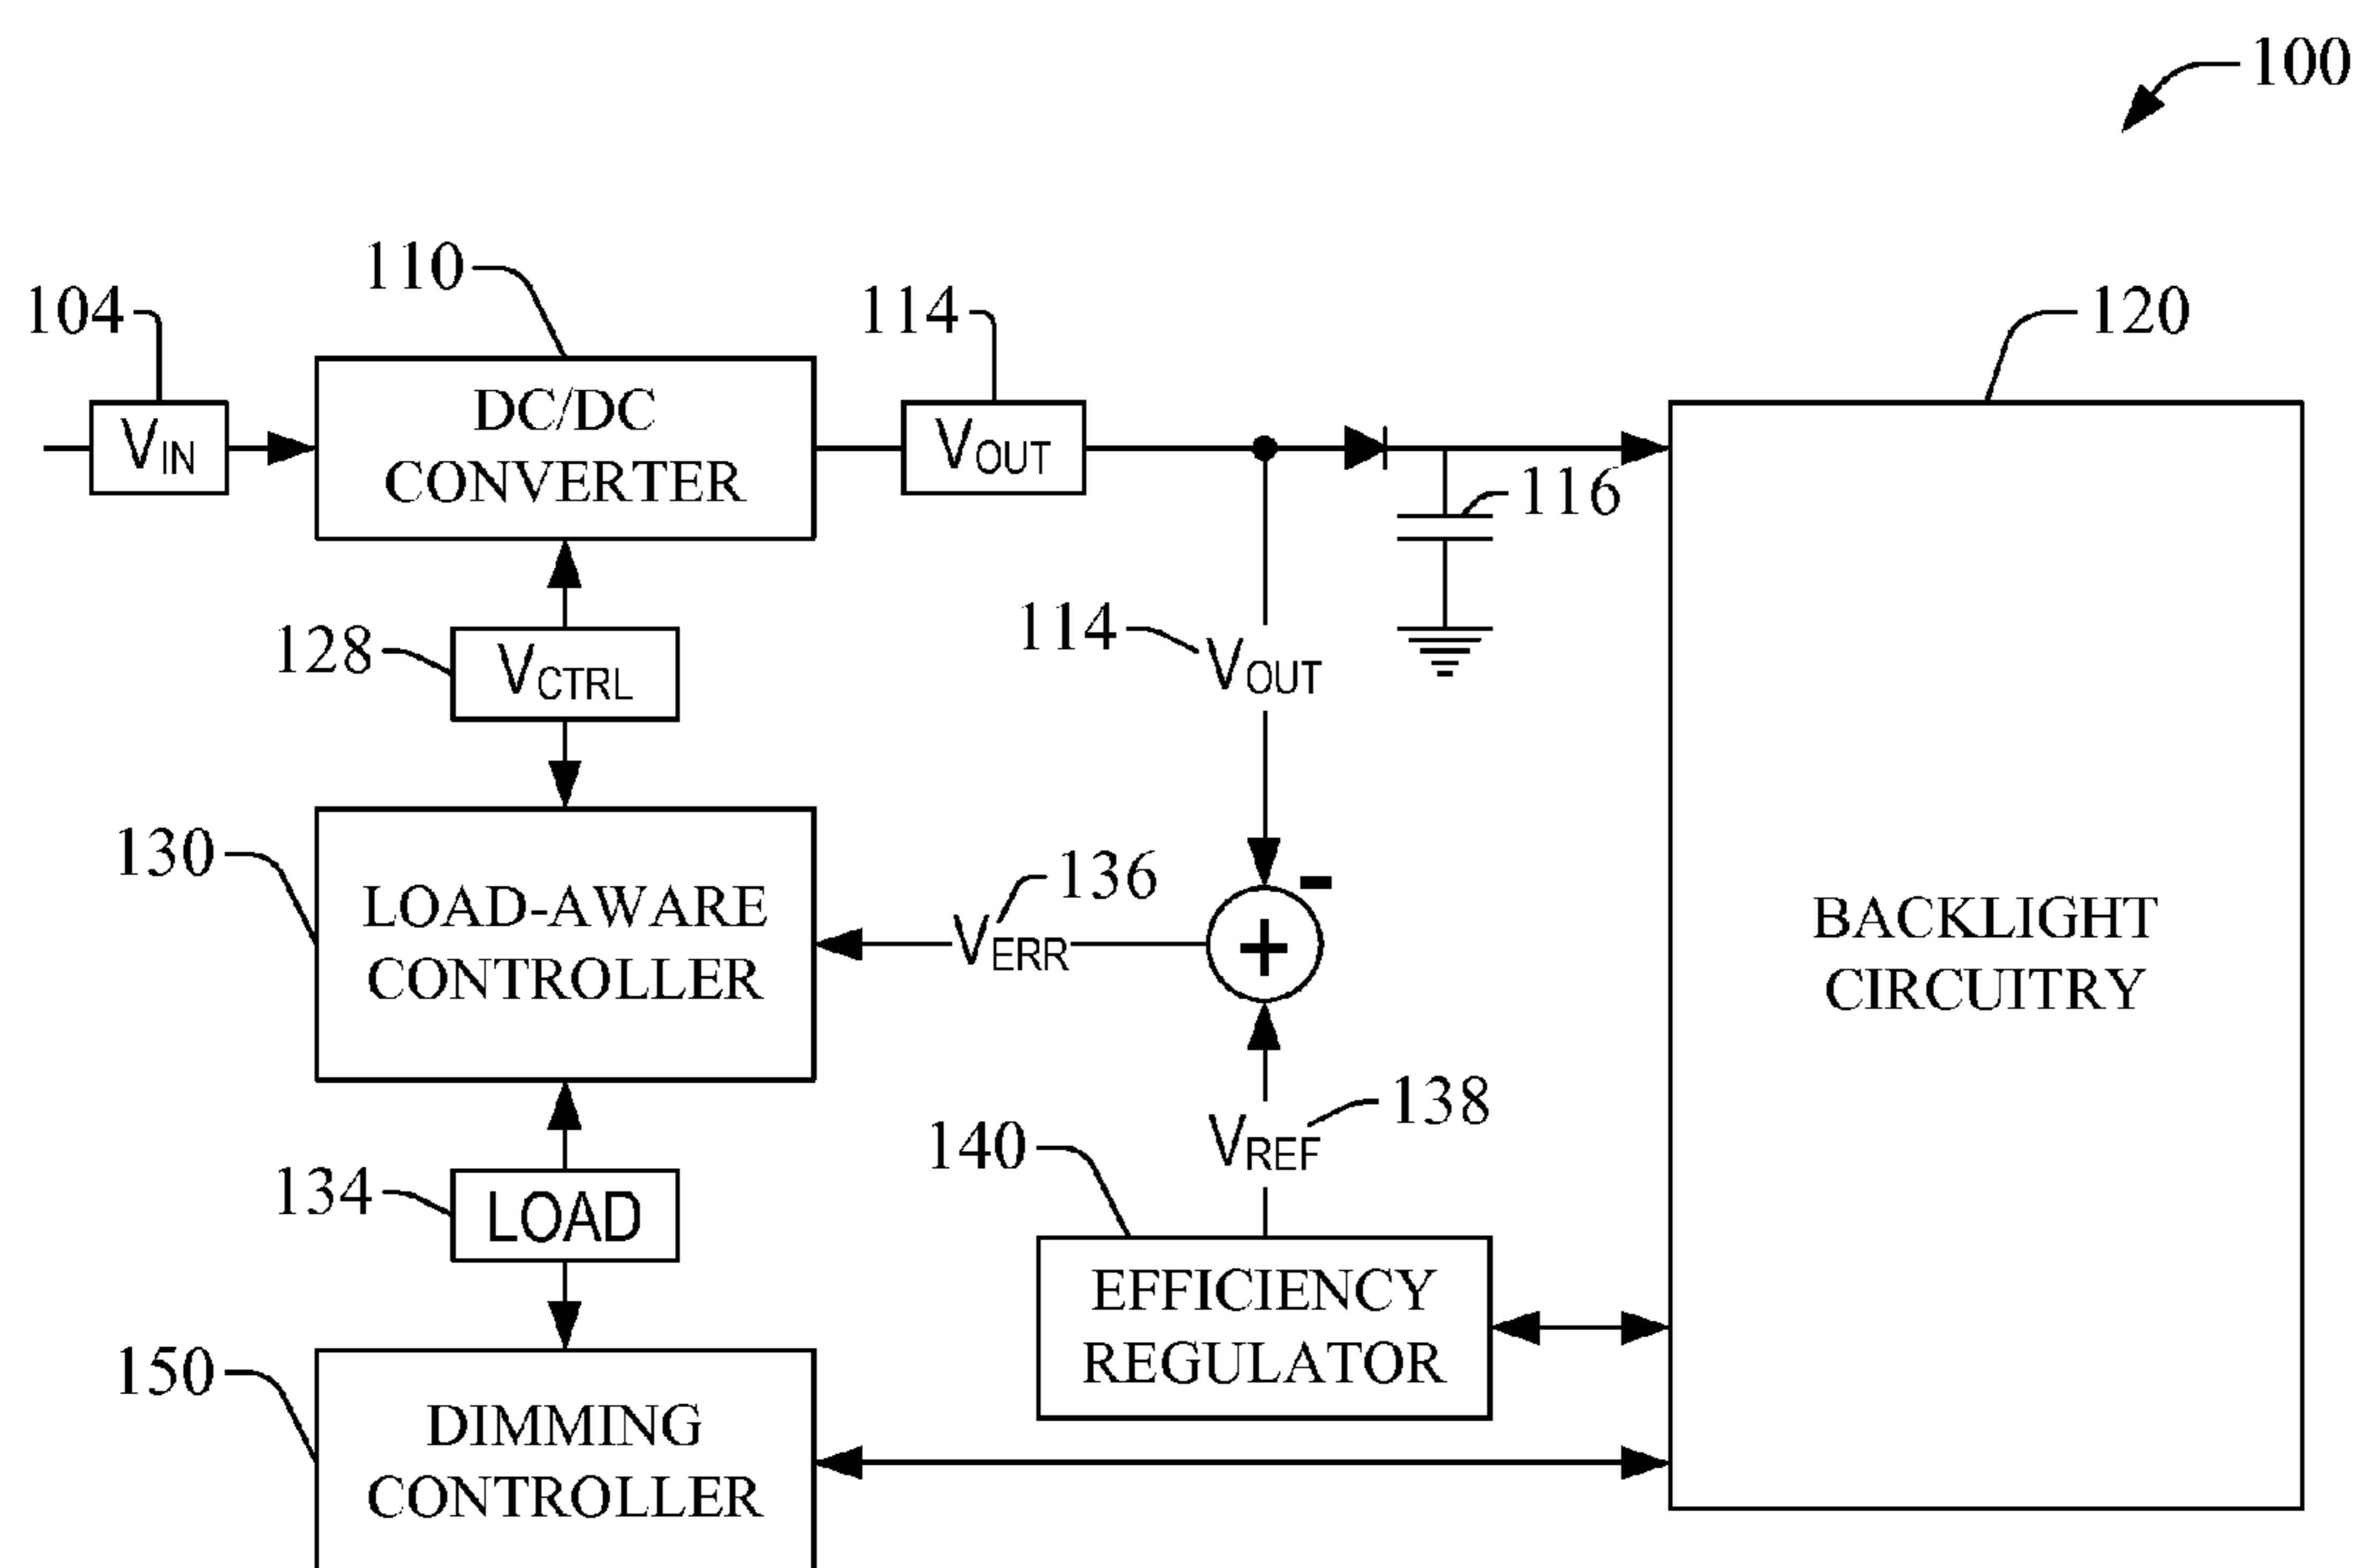 100
110
104
114
120
VIN
DC/DC
CONVERTER
VOUT
116
128
VCTRL
114
VOUT
130
LOAD-AWARE
CONTROLLER
VERR
136
-
+
BACKLIGHT
CIRCUITRY
134
LOAD
140
VREF
138
EFFICIENCY
REGULATOR
150
DIMMING
CONTROLLER